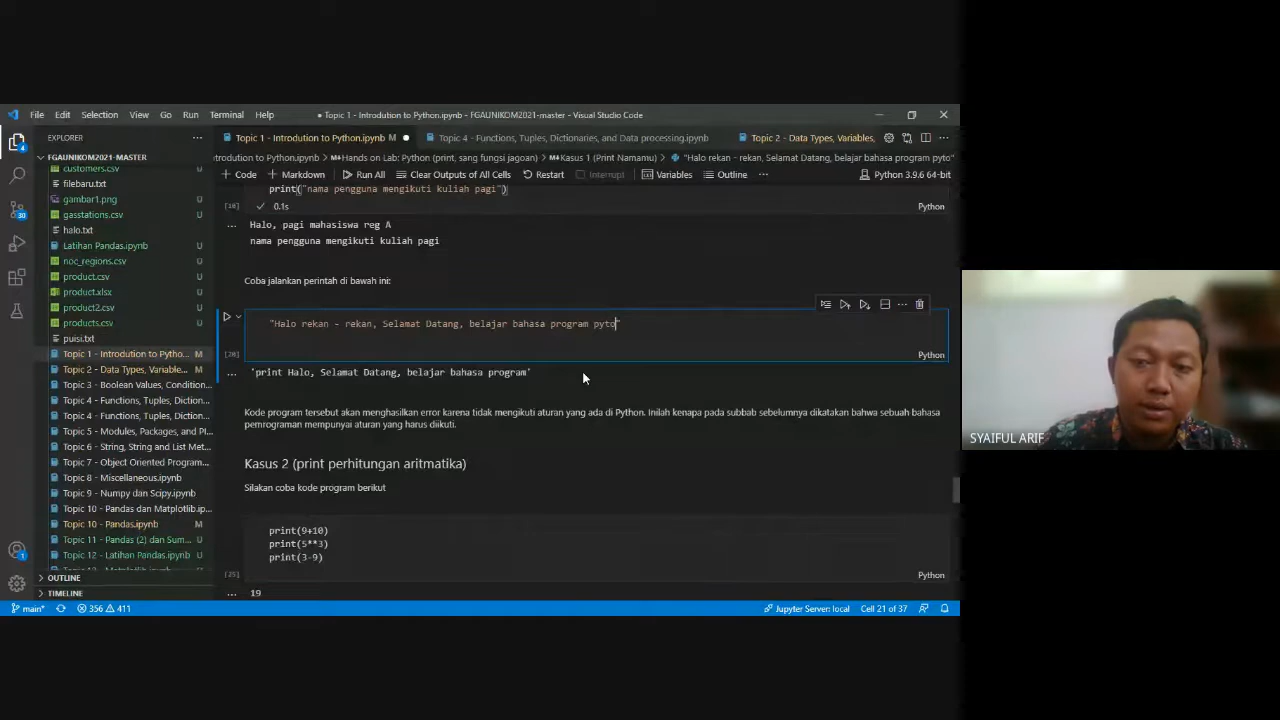 File Edit Selection View Go Run Terminal Help
● Topic 1 - Introdution to Python.ipynb - FGAUNIKOM2021-master - Visual Studio Code
EXPLORER
Topic 1 - Introdution to Python.ipynb M
Topic 4 - Functions, Tuples, Dictionaries, and Data processing.ipynb
Topic 2 - Data Types, Variables,
FGAUNIKOM2021-MASTER
ntrodution to Python.ipynb > Hands on Lab: Python (print, sang fungsi jagoan) > Kasus 1 (Print Namamu) > "Halo rekan - rekan, Selamat Datang, belajar bahasa program pyto"
+ Code + Markdown Run All Clear Outputs of All Cells Restart Interrupt Variables Outline ... Python 3.9.6 64-bit
customers.csv U
filebaru.txt U
gambar1.png U
gasstations.csv U
halo.txt U
Latihan Pandas.ipynb U
noc_regions.csv U
product.csv U
product.xlsx U
product2.csv U
products.csv U
puisi.txt U
Topic 1 - Introdution to Pytho... M
Topic 2 - Data Types, Variable... M
Topic 3 - Boolean Values, Condition...
Topic 4 - Functions, Tuples, Diction...
Topic 4 - Functions, Tuples, Diction...
Topic 5 - Modules, Packages, and PI...
Topic 6 - String, String and List Met...
Topic 7 - Object Oriented Program...
Topic 8 - Miscellaneous.ipynb
Topic 9 - Numpy dan Scipy.ipynb
Topic 10 - Pandas dan Matplotlib.ip...
Topic 10 - Pandas.ipynb M
Topic 11 - Pandas (2) dan Sum... U
Topic 12 - Latihan Pandas.ipynb U
OUTLINE
TIMELINE
print("nama pengguna mengikuti kuliah pagi")
[18] 0.1s Python
Halo, pagi mahasiswa reg A
nama pengguna mengikuti kuliah pagi
Coba jalankan perintah di bawah ini:
"Halo rekan - rekan, Selamat Datang, belajar bahasa program pyto"
[20] Python
'print Halo, Selamat Datang, belajar bahasa program'
Kode program tersebut akan menghasilkan error karena tidak mengikuti aturan yang ada di Python. Inilah kenapa pada subbab sebelumnya dikatakan bahwa sebuah bahasa
pemrograman mempunyai aturan yang harus diikuti.
Kasus 2 (print perhitungan aritmatika)
Silakan coba kode program berikut
print(9+10)
print(5**3)
print(3-9)
[25] Python
19
main* 356 411 Jupyter Server: local Cell 21 of 37
SYAIFUL ARIF